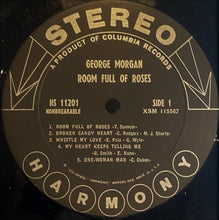 STEREO
A PRODUCT OF COLUMBIA RECORDS
GEORGE MORGAN
ROOM FULL OF ROSES
HS 11201
NONBREAKABLE
SIDE 1
XSM 115567
1 ROOM FULL OF ROSES - T. Spencer
2 BROKEN CANDY HEART - C. Rodgers - M.J. Shurtz
3 WHISTLE MY LOVE - E. Pola - G. Wyle
4 MY HEART KEEPS TELLING ME
B. Smith - E. Nunn
5 ONE-WOMAN MAN - C. Cohen
HARMONY